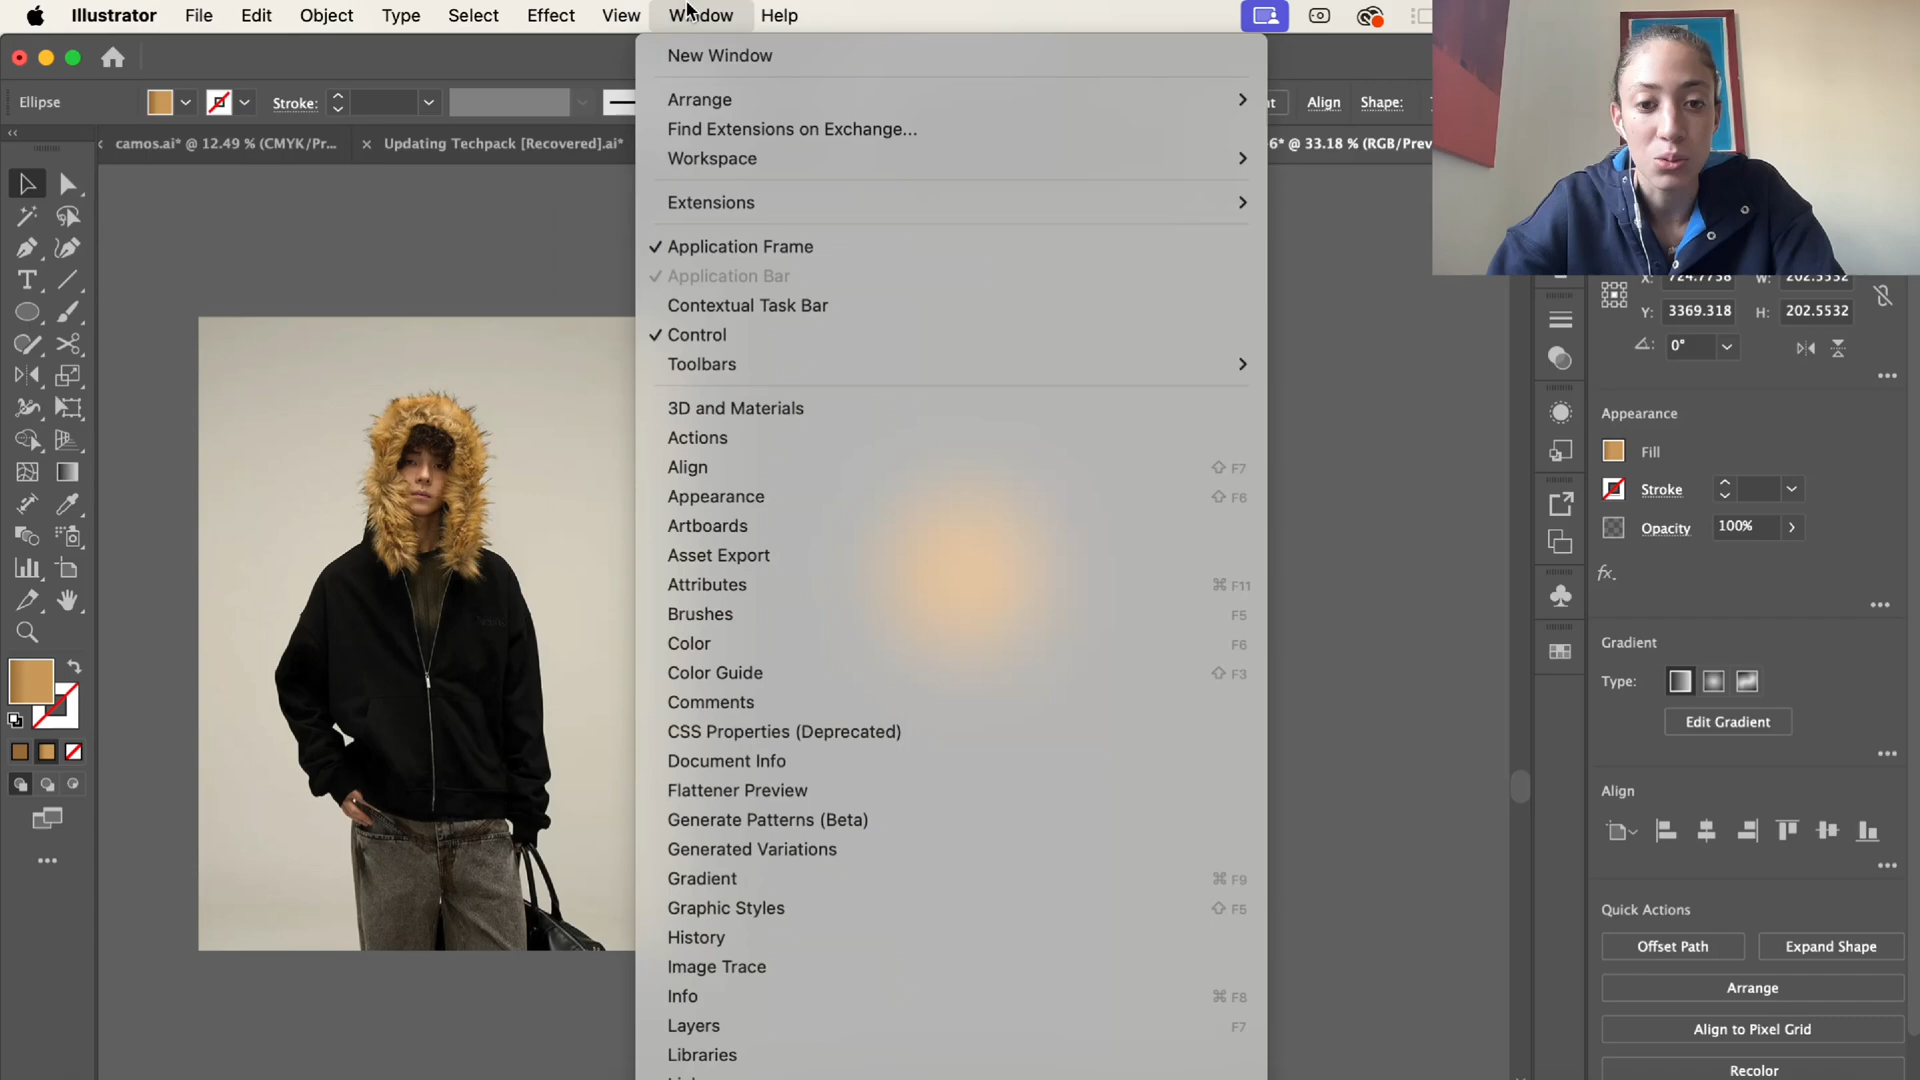 Illustrator File Edit Object Type Select Effect View Window Help
Ellipse
Stroke:
Align
Shape:
camos.ai* @ 12.49 % (CMYK/Pr...
Updating Techpack [Recovered].ai*
6* @ 33.18 % (RGB/Prev
New Window
Arrange
Find Extensions on Exchange...
Workspace
Extensions
Application Frame
Application Bar
Contextual Task Bar
Control
Toolbars
3D and Materials
Actions
Align ⇧ F7
Appearance ⇧ F6
Artboards
Asset Export
Attributes ⌘ F11
Brushes F5
Color F6
Color Guide ⇧ F3
Comments
CSS Properties (Deprecated)
Document Info
Flattener Preview
Generate Patterns (Beta)
Generated Variations
Gradient ⌘ F9
Graphic Styles ⇧ F5
History
Image Trace
Info ⌘ F8
Layers F7
Libraries
X: 724.7738 W: 202.5532
Y: 3369.318 H: 202.5532
0°
Appearance
Fill
Stroke
Opacity 100%
fx.
Gradient
Type:
Edit Gradient
Align
Quick Actions
Offset Path Expand Shape
Arrange
Align to Pixel Grid
Recolor